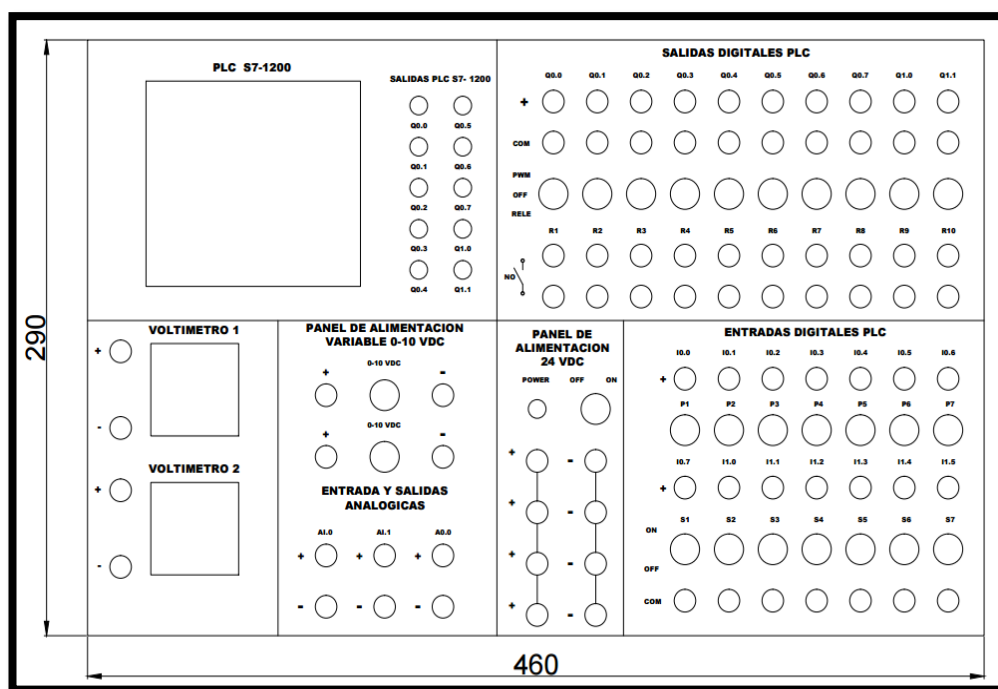 PLC S7-1200
SALIDAS PLC S7- 1200
Q0.0 Q0.5
Q0.1 Q0.6
Q0.2 Q0.7
Q0.3 Q1.0
Q0.4 Q1.1
SALIDAS DIGITALES PLC
Q0.0 Q0.1 Q0.2 Q0.3 Q0.4 Q0.5 Q0.6 Q0.7 Q1.0 Q1.1
+
COM
PWM
OFF
RELE
R1 R2 R3 R4 R5 R6 R7 R8 R9 R10
NO
290
VOLTIMETRO 1
+
-
VOLTIMETRO 2
+
-
PANEL DE ALIMENTACION
VARIABLE 0-10 VDC
0-10 VDC
+ -
0-10 VDC
+ -
ENTRADA Y SALIDAS
ANALOGICAS
AI.0 AI.1 A0.0
+ + +
- - -
PANEL DE
ALIMENTACION
24 VDC
POWER OFF ON
+ -
+ -
+ -
+ -
ENTRADAS DIGITALES PLC
I0.0 I0.1 I0.2 I0.3 I0.4 I0.5 I0.6
+
P1 P2 P3 P4 P5 P6 P7
I0.7 I1.0 I1.1 I1.2 I1.3 I1.4 I1.5
+
S1 S2 S3 S4 S5 S6 S7
ON
OFF
COM
460